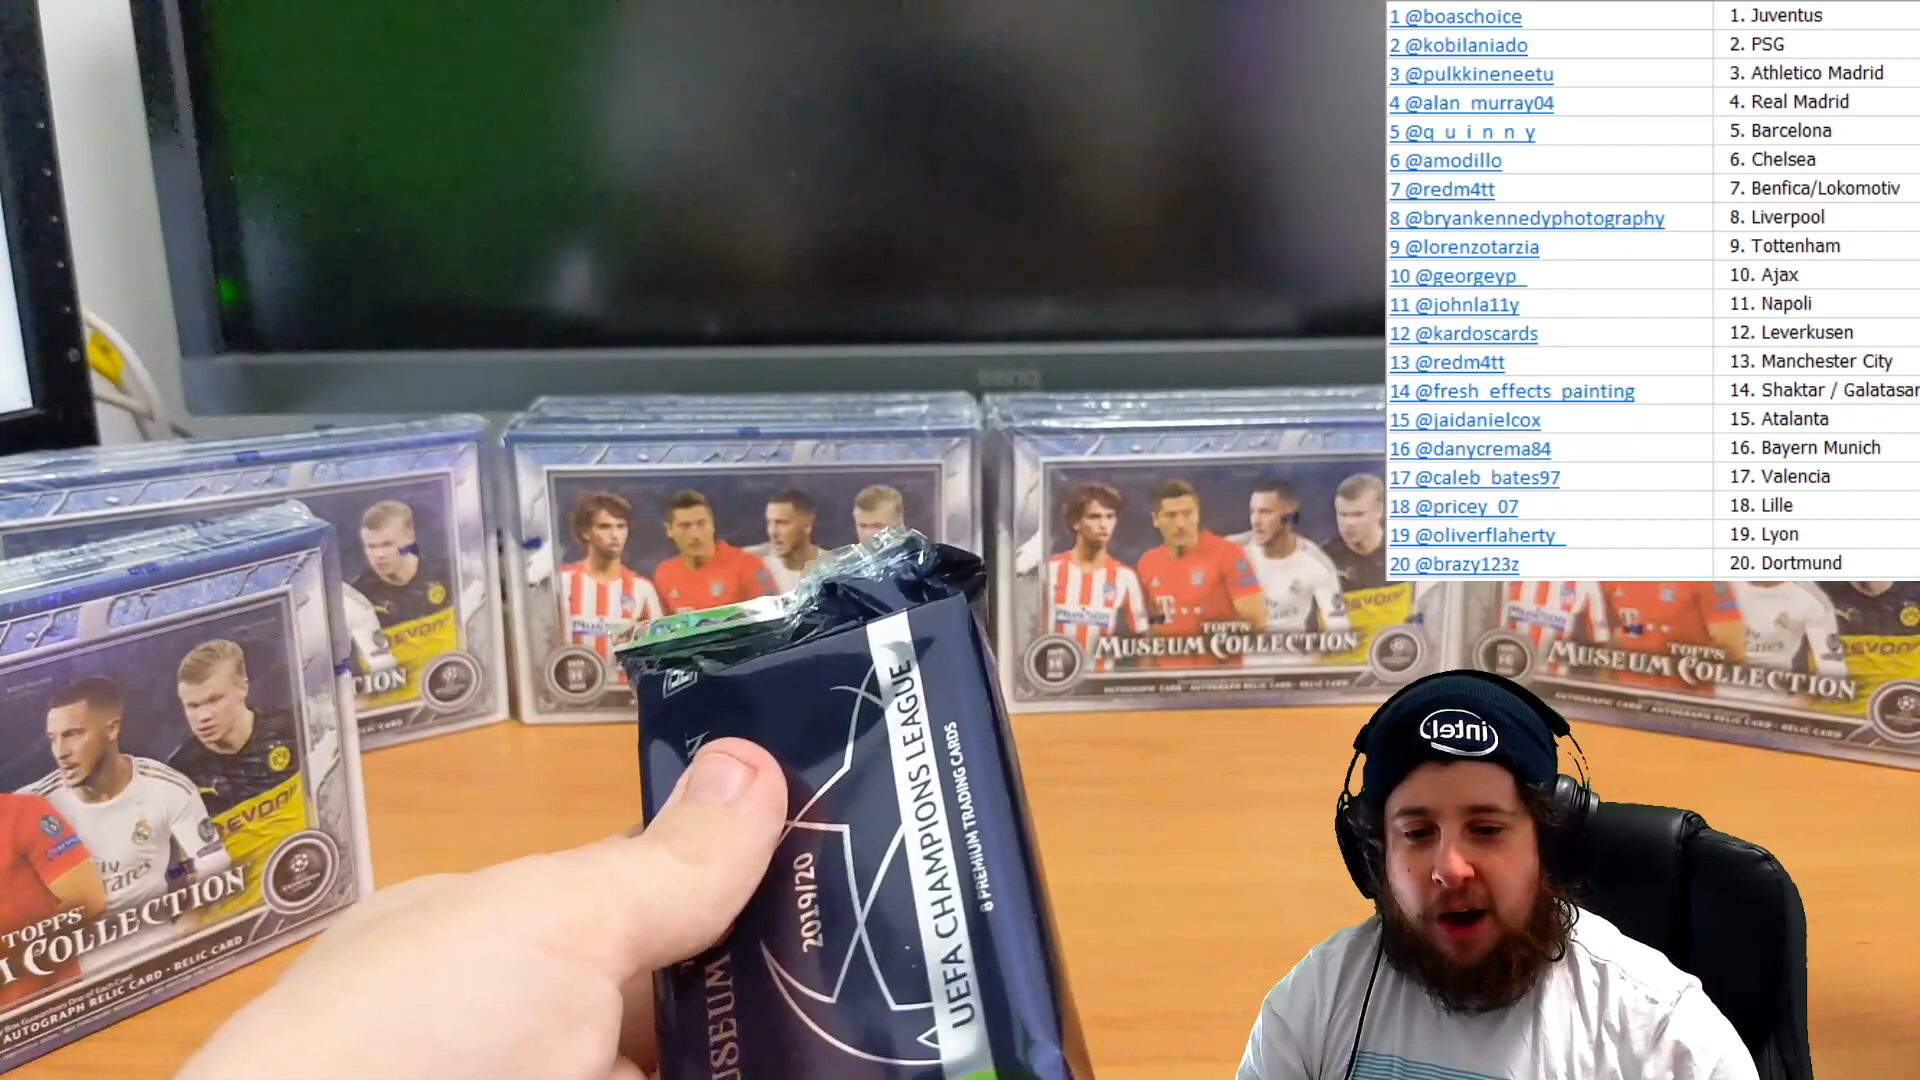 1 @boaschoice 1. Juventus
2 @kobilaniado 2. PSG
3 @pulkkineneetu 3. Athletico Madrid
4 @alan_murray04 4. Real Madrid
5 @q_u_i_n_n_y 5. Barcelona
6 @amodillo 6. Chelsea
7 @redm4tt 7. Benfica/Lokomotiv
8 @bryankennedyphotography 8. Liverpool
9 @lorenzotarzia 9. Tottenham
10 @georgeyp_ 10. Ajax
11 @johnla11y 11. Napoli
12 @kardoscards 12. Leverkusen
13 @redm4tt 13. Manchester City
14 @fresh_effects_painting 14. Shaktar / Galatasar
15 @jaidanielcox 15. Atalanta
16 @danycrema84 16. Bayern Munich
17 @caleb_bates97 17. Valencia
18 @pricey_07 18. Lille
19 @oliverflaherty_ 19. Lyon
20 @brazy123z 20. Dortmund
BenQ
TOPPS
MUSEUM COLLECTION
TOPPS
MUSEUM COLLECTION
TION
TOPPS
COLLECTION
AUTOGRAPH RELIC CARD · RELIC CARD
EVONI
2019/20
UEFA CHAMPIONS LEAGUE
8 PREMIUM TRADING CARDS
USEUM
intel